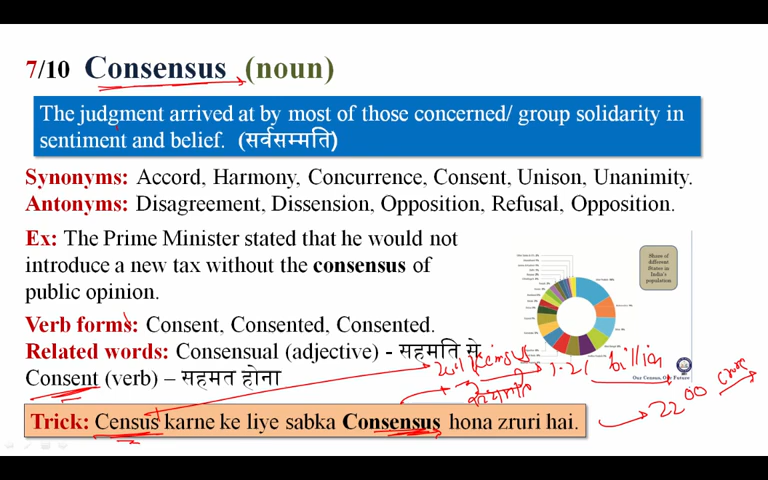 7/10 Consensus (noun)
The judgment arrived at by most of those concerned/ group solidarity in
sentiment and belief. (सर्वसम्मति)
Synonyms: Accord, Harmony, Concurrence, Consent, Unison, Unanimity.
Antonyms: Disagreement, Dissension, Opposition, Refusal, Opposition.
Ex: The Prime Minister stated that he would not
introduce a new tax without the consensus of
public opinion.
Share of
different
States in
India's
population
Verb forms: Consent, Consented, Consented.
Related words: Consensual (adjective) - सहमति से
1.21 billion
Consent (verb) – सहमत होना
Our Census, Our Future
2200 crore
Trick: Census karne ke liye sabka Consensus hona zruri hai.